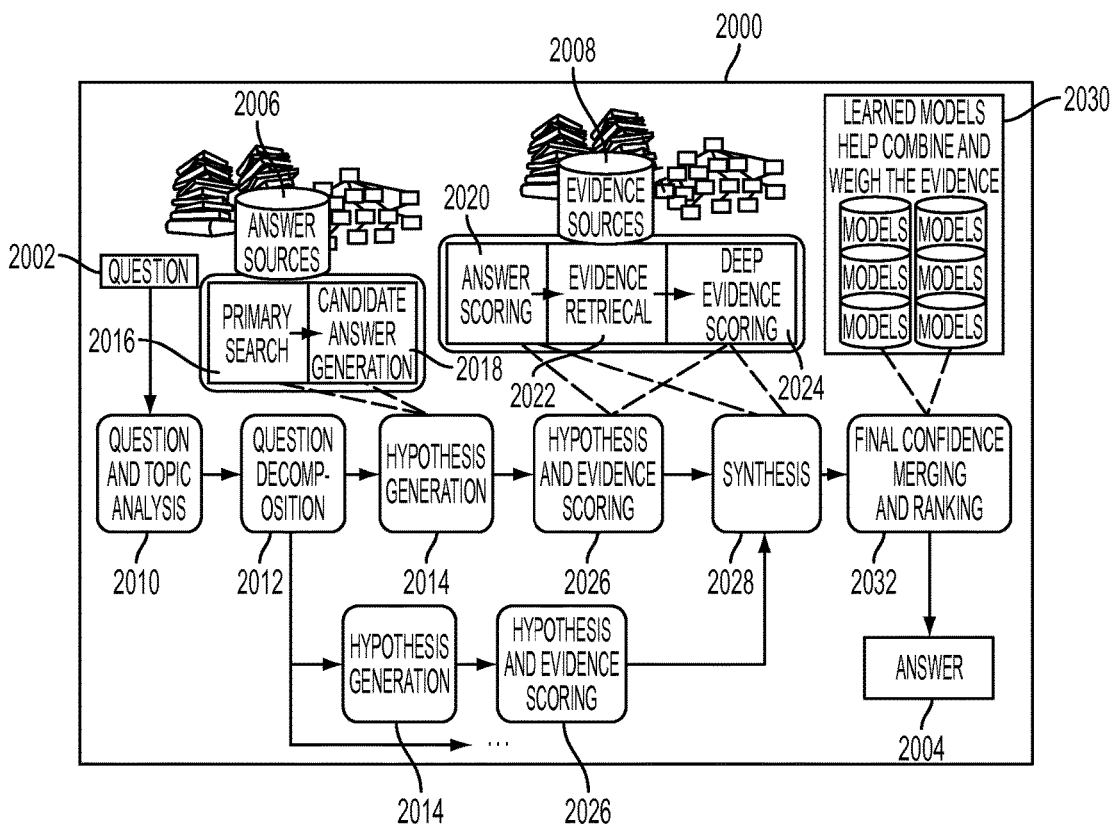 2000
2008
2006
2030
LEARNED MODELS
HELP COMBINE AND
WEIGH THE EVIDENCE
MODELS
MODELS
MODELS
MODELS
MODELS
MODELS
ANSWER
SOURCES
EVIDENCE
SOURCES
2002
QUESTION
2020
PRIMARY
SEARCH
CANDIDATE
ANSWER
GENERATION
2016
2018
ANSWER
SCORING
EVIDENCE
RETRIECAL
DEEP
EVIDENCE
SCORING
2022
2024
QUESTION
AND TOPIC
ANALYSIS
QUESTION
DECOMP-
OSITION
HYPOTHESIS
GENERATION
HYPOTHESIS
AND EVIDENCE
SCORING
SYNTHESIS
FINAL CONFIDENCE
MERGING
AND RANKING
2010
2012
2014
2026
2028
2032
HYPOTHESIS
GENERATION
HYPOTHESIS
AND EVIDENCE
SCORING
ANSWER
...
2014
2026
2004